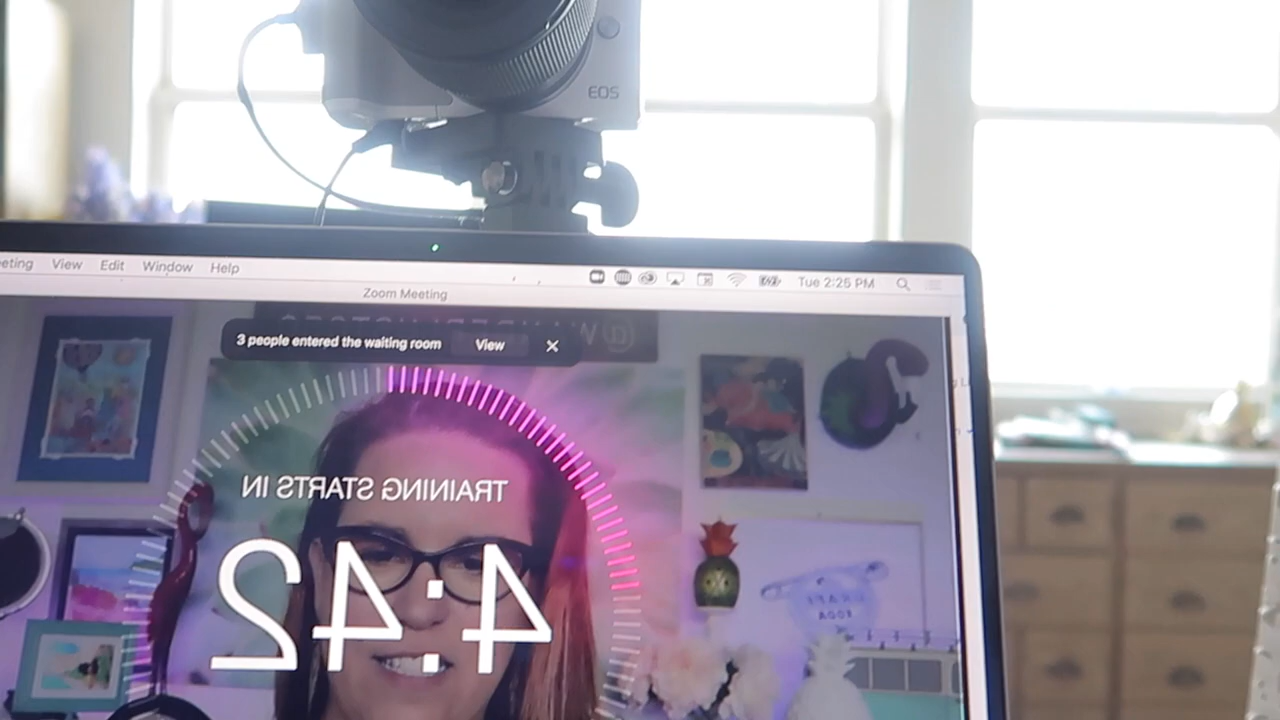 EOS
eeting View Edit Window Help Tue 2:25 PM
Zoom Meeting
@WANDER
3 people entered the waiting room View
TRAINING STARTS IN
4:42